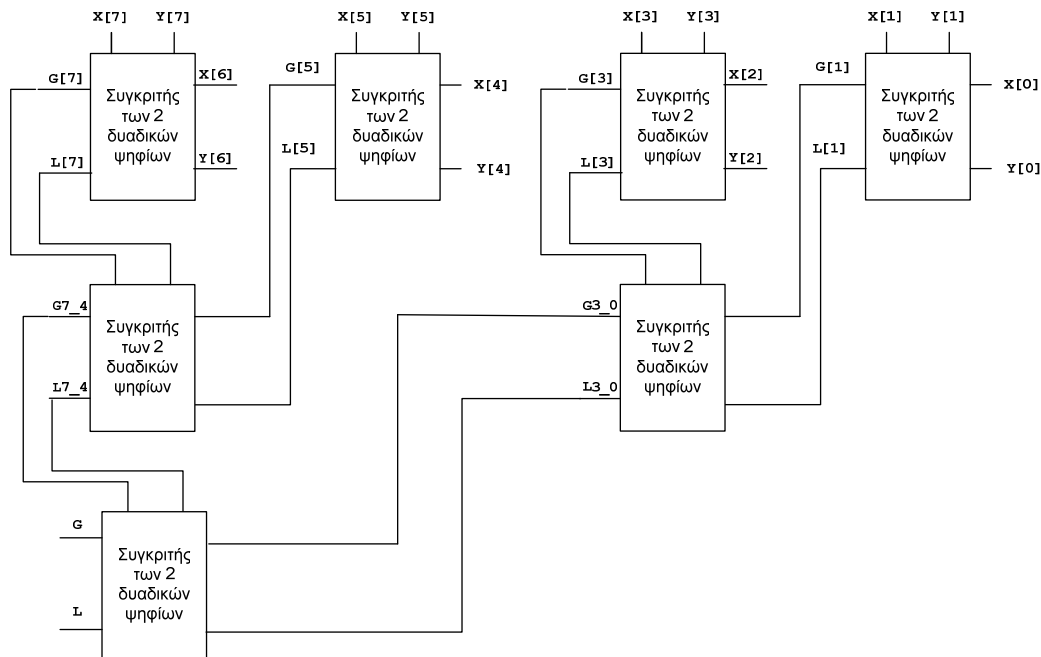 X[7] Y[7] X[5] Y[5] X[3] Y[3] X[1] Y[1]
G[7] X[6] G[5] X[4] G[3] X[2] G[1] X[0]
Συγκριτής
των 2
δυαδικών
ψηφίων
Συγκριτής
των 2
δυαδικών
ψηφίων
Συγκριτής
των 2
δυαδικών
ψηφίων
Συγκριτής
των 2
δυαδικών
ψηφίων
L[7] Y[6] L[5] Y[4] L[3] Y[2] L[1] Y[0]
G7_4 G3_0
Συγκριτής
των 2
δυαδικών
ψηφίων
Συγκριτής
των 2
δυαδικών
ψηφίων
L7_4 L3_0
G
Συγκριτής
των 2
δυαδικών
ψηφίων
L